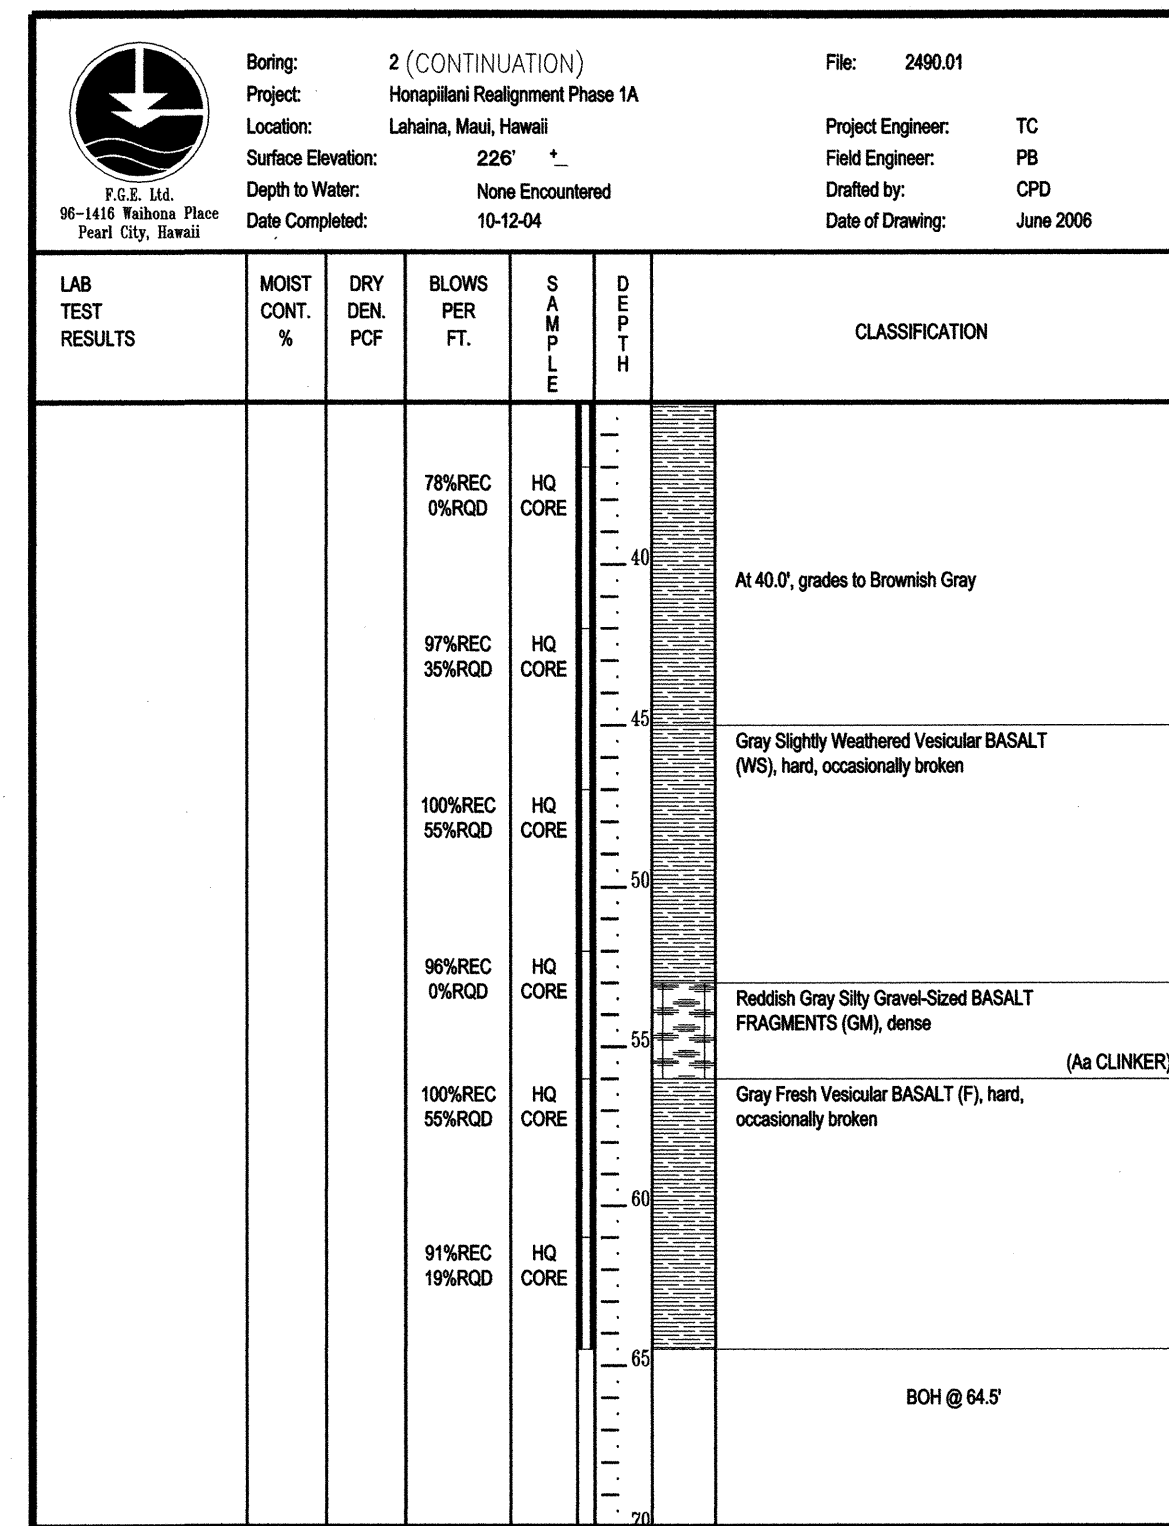 Boring: 2 (CONTINUATION) File: 2490.01
Project: Honapiilani Realignment Phase 1A
Location: Lahaina, Maui, Hawaii Project Engineer: TC
Surface Elevation: 226' +_ Field Engineer: PB
Depth to Water: None Encountered Drafted by: CPD
Date Completed: 10-12-04 Date of Drawing: June 2006
F.G.E. Ltd.
96-1416 Waihona Place
Pearl City, Hawaii
LAB TEST RESULTS
MOIST CONT. %
DRY DEN. PCF
BLOWS PER FT.
SAMPLE
DEPTH
CLASSIFICATION
78%REC HQ
0%RQD CORE
40
At 40.0', grades to Brownish Gray
97%REC HQ
35%RQD CORE
45
Gray Slightly Weathered Vesicular BASALT
(WS), hard, occasionally broken
100%REC HQ
55%RQD CORE
50
96%REC HQ
0%RQD CORE
Reddish Gray Silty Gravel-Sized BASALT
FRAGMENTS (GM), dense
55
(Aa CLINKER)
100%REC HQ
55%RQD CORE
Gray Fresh Vesicular BASALT (F), hard,
occasionally broken
60
91%REC HQ
19%RQD CORE
65
BOH @ 64.5'
70